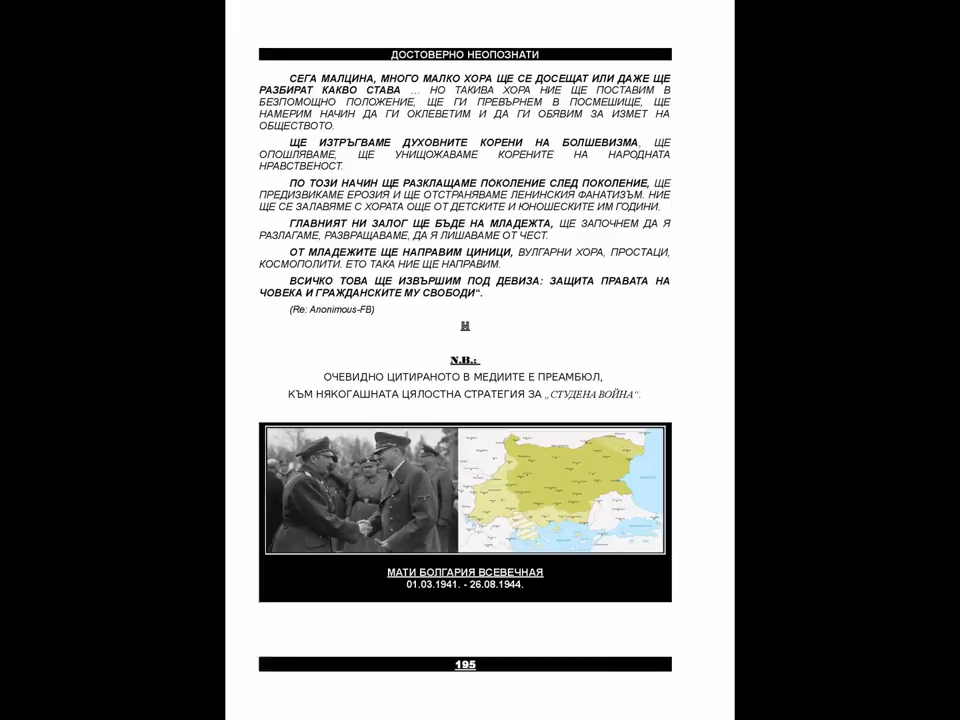 ДОСТОВЕРНО НЕОПОЗНАТИ
СЕГА МАЛЦИНА, МНОГО МАЛКО ХОРА ЩЕ СЕ ДОСЕЩАТ ИЛИ ДАЖЕ ЩЕ
РАЗБИРАТ КАКВО СТАВА ... НО ТАКИВА ХОРА НИЕ ЩЕ ПОСТАВИМ В
БЕЗПОМОЩНО ПОЛОЖЕНИЕ, ЩЕ ГИ ПРЕВЪРНЕМ В ПОСМЕШИЩЕ, ЩЕ
НАМЕРИМ НАЧИН ДА ГИ ОКЛЕВЕТИМ И ДА ГИ ОБЯВИМ ЗА ИЗМЕТ НА
ОБЩЕСТВОТО.
ЩЕ ИЗТРЪГВАМЕ ДУХОВНИТЕ КОРЕНИ НА БОЛШЕВИЗМА, ЩЕ
ОПОШЛЯВАМЕ, ЩЕ УНИЩОЖАВАМЕ КОРЕНИТЕ НА НАРОДНАТА
НРАВСТВЕНОСТ.
ПО ТОЗИ НАЧИН ЩЕ РАЗКЛАЩАМЕ ПОКОЛЕНИЕ СЛЕД ПОКОЛЕНИЕ, ЩЕ
ПРЕДИЗВИКАМЕ ЕРОЗИЯ И ЩЕ ОТСТРАНЯВАМЕ ЛЕНИНСКИЯ ФАНАТИЗЪМ. НИЕ
ЩЕ СЕ ЗАЛАВЯМЕ С ХОРАТА ОЩЕ ОТ ДЕТСКИТЕ И ЮНОШЕСКИТЕ ИМ ГОДИНИ.
ГЛАВНИЯТ НИ ЗАЛОГ ЩЕ БЪДЕ НА МЛАДЕЖТА, ЩЕ ЗАПОЧНЕМ ДА Я
РАЗЛАГАМЕ, РАЗВРАЩАВАМЕ, ДА Я ЛИШАВАМЕ ОТ ЧЕСТ.
ОТ МЛАДЕЖИТЕ ЩЕ НАПРАВИМ ЦИНИЦИ, ВУЛГАРНИ ХОРА, ПРОСТАЦИ,
КОСМОПОЛИТИ. ЕТО ТАКА НИЕ ЩЕ НАПРАВИМ.
ВСИЧКО ТОВА ЩЕ ИЗВЪРШИМ ПОД ДЕВИЗА: ЗАЩИТА ПРАВАТА НА
ЧОВЕКА И ГРАЖДАНСКИТЕ МУ СВОБОДИ“.
(Re: Anonimous-FB)
N.B.:
ОЧЕВИДНО ЦИТИРАНОТО В МЕДИИТЕ Е ПРЕАМБЮЛ,
КЪМ НЯКОГАШНАТА ЦЯЛОСТНА СТРАТЕГИЯ ЗА „СТУДЕНА ВОЙНА“.
МАТИ БОЛГАРИЯ ВСЕВЕЧНАЯ
01.03.1941. - 26.08.1944.
195